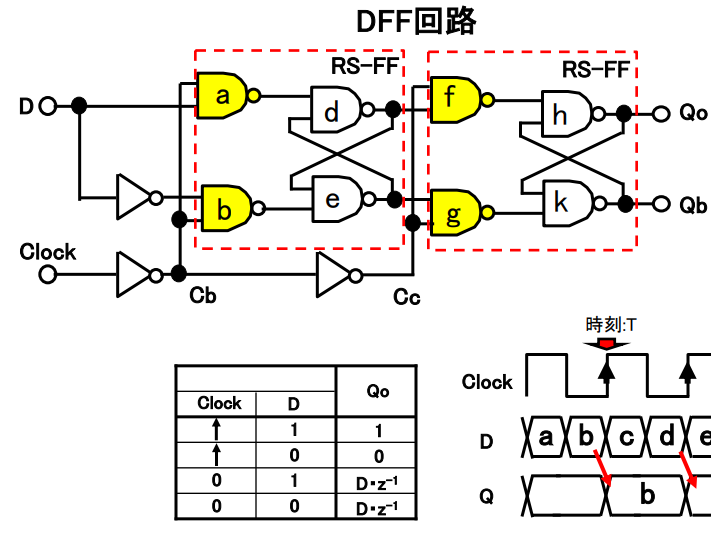 DFF回路
RS-FF
RS-FF
a
f
D
d
h
Qo
b
e
g
k
Qb
Clock
Cb
Cc
時刻:T
Clock
D
Qo
↑
1
1
↑
0
0
0
1
D・z⁻¹
0
0
D・z⁻¹
Clock
D
a
b
c
d
e
Q
b